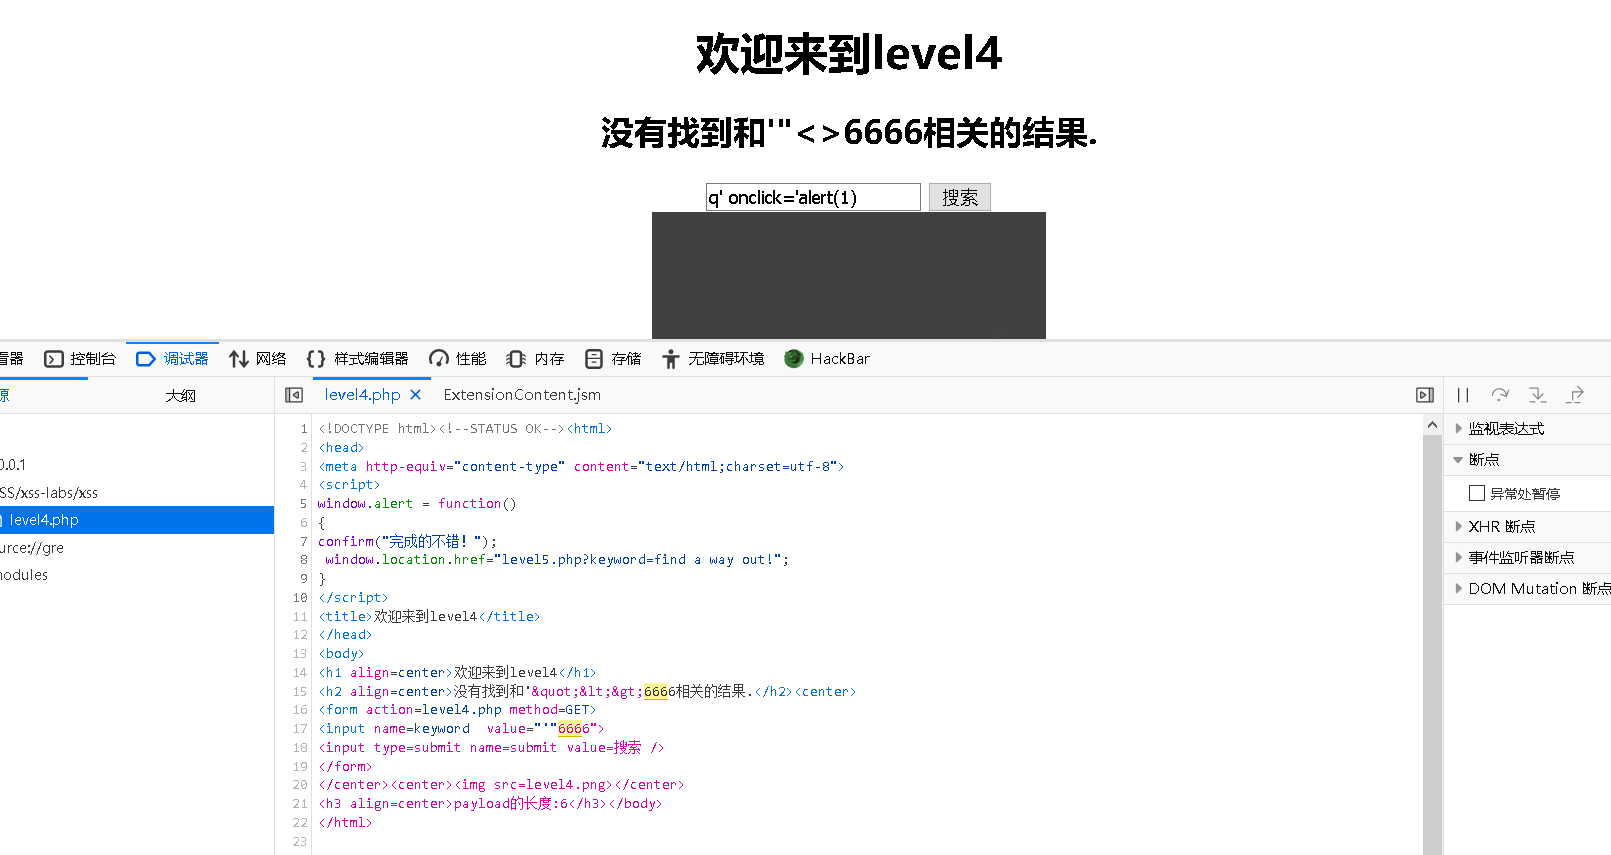 欢迎来到level4
没有找到和'"<>6666相关的结果.
q' onclick='alert(1)
搜索
看器 控制台 调试器 网络 样式编辑器 性能 内存 存储 无障碍环境 HackBar
源 大纲 level4.php ExtensionContent.jsm
0.0.1
SS/xss-labs/xss
level4.php
urce://gre
modules
1 <!DOCTYPE html><!--STATUS OK--><html>
2 <head>
3 <meta http-equiv="content-type" content="text/html;charset=utf-8">
4 <script>
5 window.alert = function()
6 {
7 confirm("完成的不错！");
8  window.location.href="level5.php?keyword=find a way out!";
9 }
10 </script>
11 <title>欢迎来到level4</title>
12 </head>
13 <body>
14 <h1 align=center>欢迎来到level4</h1>
15 <h2 align=center>没有找到和'&quot;&lt;&gt;6666相关的结果.</h2><center>
16 <form action=level4.php method=GET>
17 <input name=keyword  value="'"6666">
18 <input type=submit name=submit value=搜索 />
19 </form>
20 </center><center><img src=level4.png></center>
21 <h3 align=center>payload的长度:6</h3></body>
22 </html>
23
监视表达式
断点
异常处暂停
XHR 断点
事件监听器断点
DOM Mutation 断点